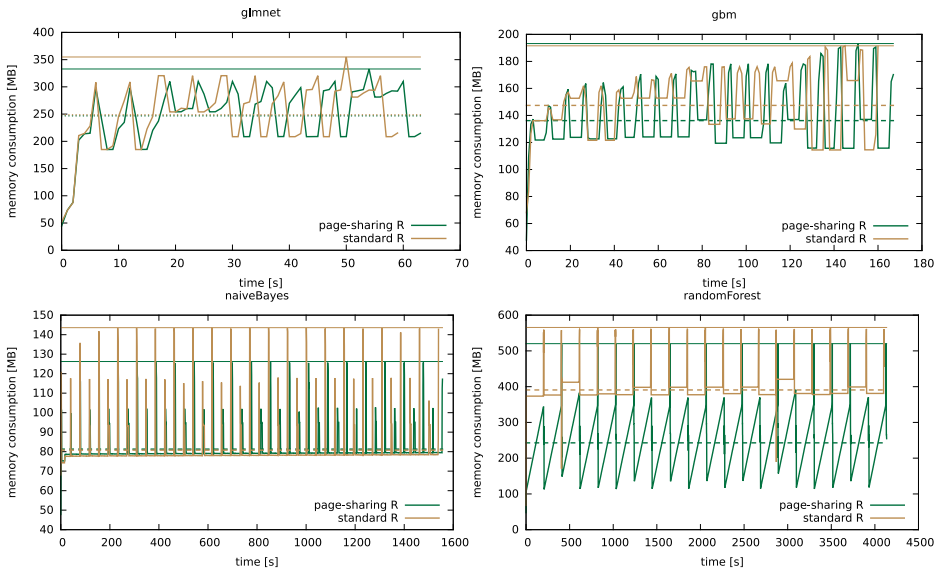 glmnet
400
350
300
250
200
150
100
50
0
memory consumption [MB]
page-sharing R
standard R
0 10 20 30 40 50 60 70
time [s]
gbm
200
180
160
140
120
100
80
60
40
memory consumption [MB]
page-sharing R
standard R
0 20 40 60 80 100 120 140 160 180
time [s]
naiveBayes
150
140
130
120
110
100
90
80
70
60
50
40
memory consumption [MB]
page-sharing R
standard R
0 200 400 600 800 1000 1200 1400 1600
time [s]
randomForest
600
500
400
300
200
100
0
memory consumption [MB]
page-sharing R
standard R
0 500 1000 1500 2000 2500 3000 3500 4000 4500
time [s]